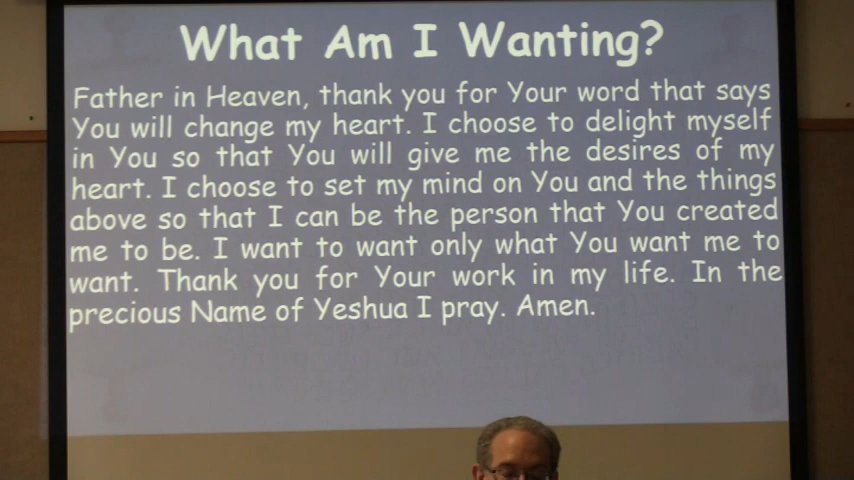 What Am I Wanting?
Father in Heaven, thank you for Your word that says
You will change my heart. I choose to delight myself
in You so that You will give me the desires of my
heart. I choose to set my mind on You and the things
above so that I can be the person that You created
me to be. I want to want only what You want me to
want. Thank you for Your work in my life. In the
precious Name of Yeshua I pray. Amen.